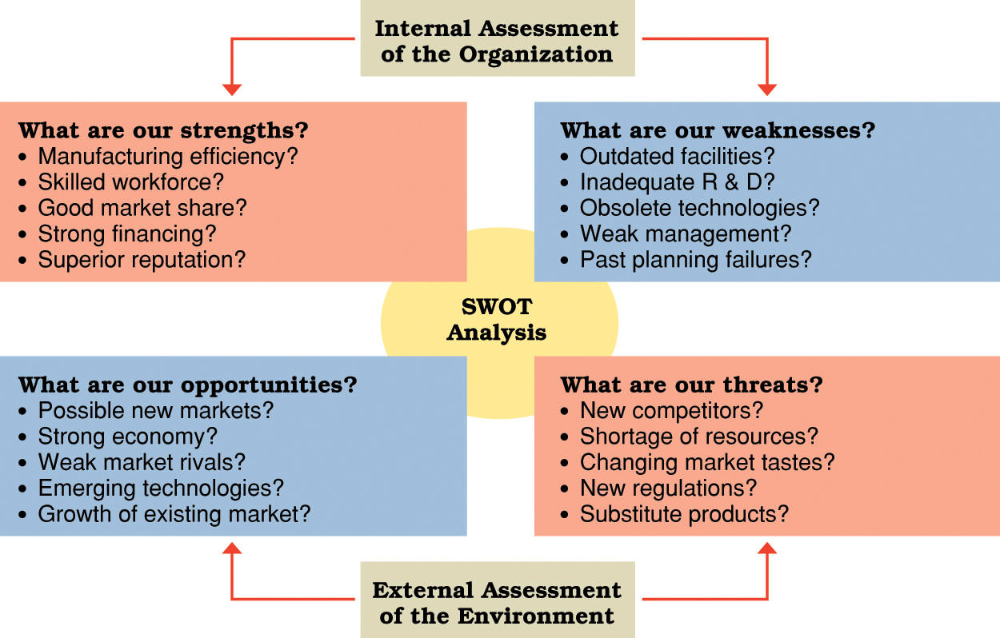 Internal Assessment
of the Organization
What are our strengths?
• Manufacturing efficiency?
• Skilled workforce?
• Good market share?
• Strong financing?
• Superior reputation?
What are our weaknesses?
• Outdated facilities?
• Inadequate R & D?
• Obsolete technologies?
• Weak management?
• Past planning failures?
SWOT
Analysis
What are our opportunities?
• Possible new markets?
• Strong economy?
• Weak market rivals?
• Emerging technologies?
• Growth of existing market?
What are our threats?
• New competitors?
• Shortage of resources?
• Changing market tastes?
• New regulations?
• Substitute products?
External Assessment
of the Environment